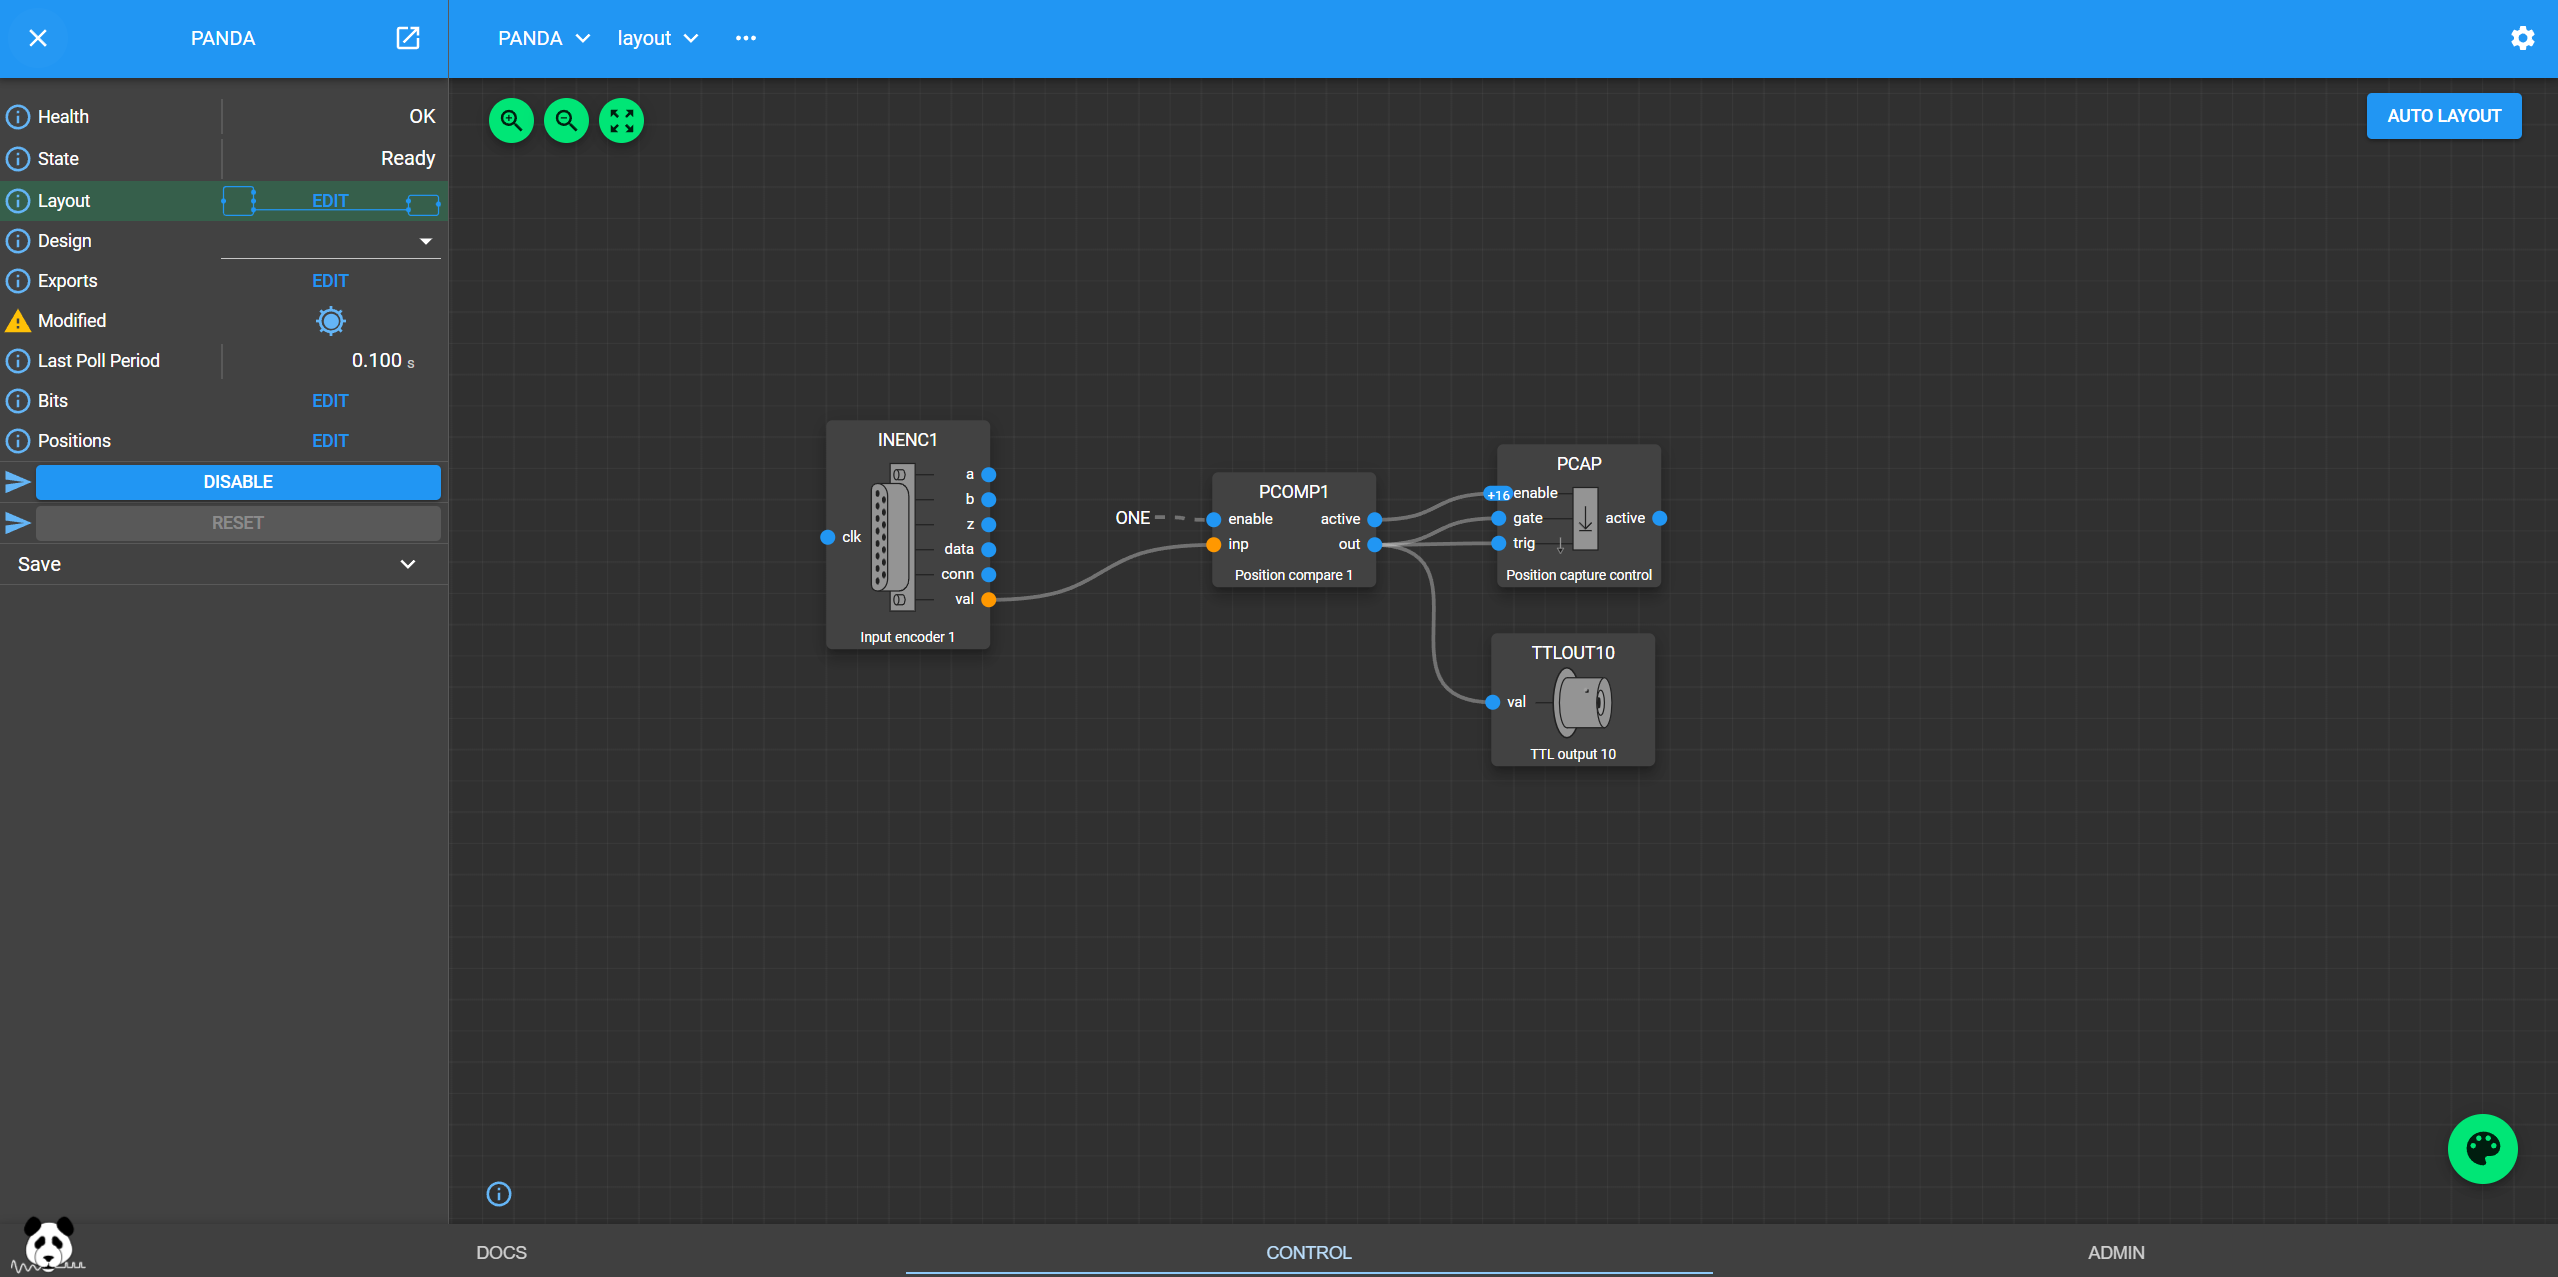 PANDA
PANDA layout
Health OK
State Ready
Layout EDIT
Design
Exports EDIT
Modified
Last Poll Period 0.100 s
Bits EDIT
Positions EDIT
DISABLE
RESET
Save
AUTO LAYOUT
INENC1
clk
a
b
z
data
conn
val
Input encoder 1
ONE
PCOMP1
enable active
inp out
Position compare 1
PCAP
+16 enable
gate active
trig
Position capture control
TTLOUT10
val
TTL output 10
DOCS CONTROL ADMIN